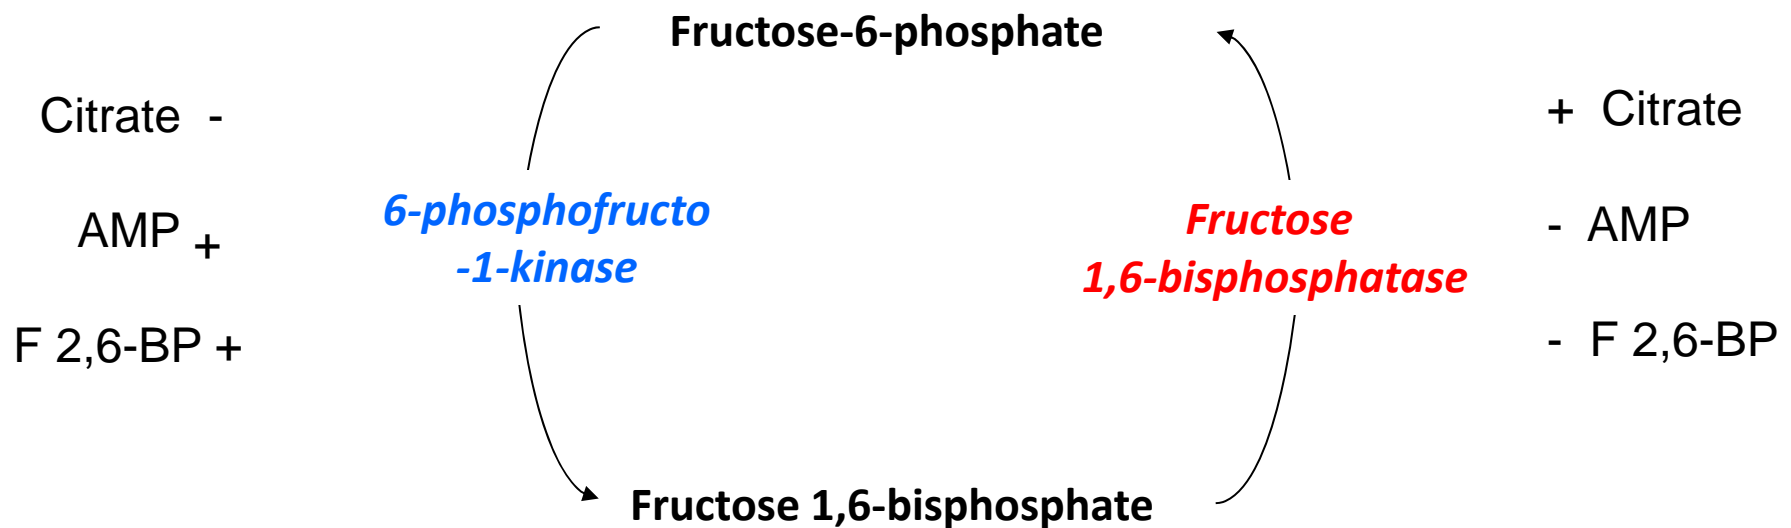 Fructose-6-phosphate
Citrate -
+ Citrate
AMP +
6-phosphofructo
-1-kinase
Fructose
1,6-bisphosphatase
- AMP
F 2,6-BP +
- F 2,6-BP
Fructose 1,6-bisphosphate